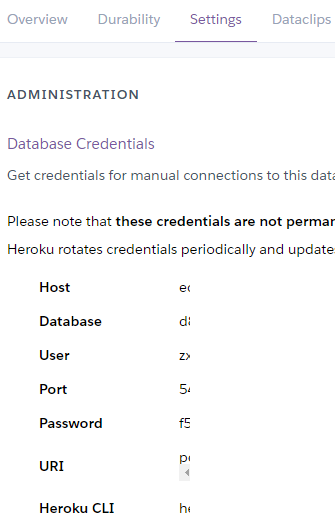 Overview Durability Settings Dataclips
ADMINISTRATION
Database Credentials
Get credentials for manual connections to this data
Please note that these credentials are not perman
Heroku rotates credentials periodically and updates
Host ec
Database d8
User zx
Port 54
Password f5
URI po
Heroku CLI he